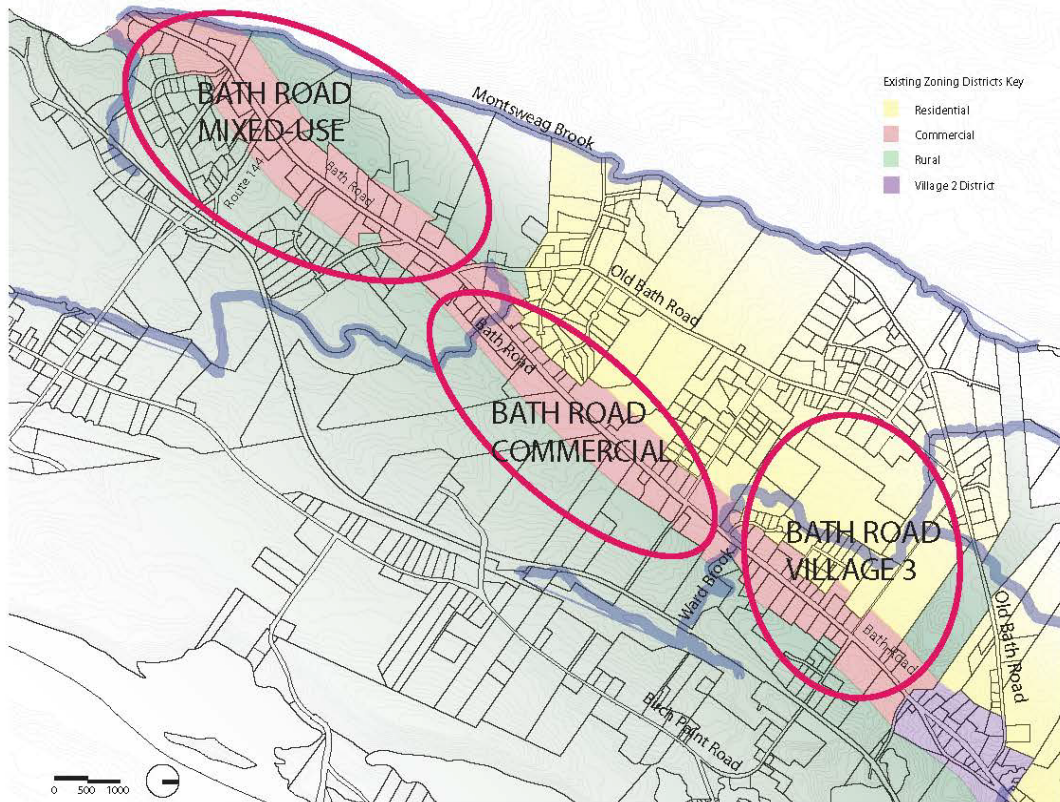 BATH ROAD
MIXED-USE
Montsweag Brook
Existing Zoning Districts Key
Residential
Commercial
Rural
Village 2 District
Route 144
Bath Road
Old Bath Road
Bath Road
BATH ROAD
COMMERCIAL
BATH ROAD
VILLAGE 3
Ward Brook
Bath Road
Old Bath Road
Birch Point Road
0 500 1000